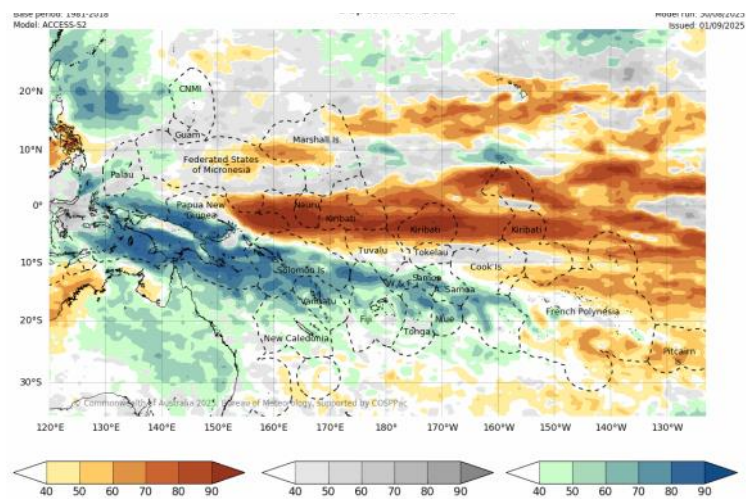 Base period: 1981-2018
Model: ACCESS-S2
Model run: 30/08/2025
Issued: 01/09/2025
20°N
10°N
0°
10°S
20°S
30°S
120°E 130°E 140°E 150°E 160°E 170°E 180° 170°W 160°W 150°W 140°W 130°W
CNMI
Guam
Marshall Is.
Federated States
of Micronesia
Palau
Papua New
Guinea
Nauru
Kiribati
Kiribati
Kiribati
Tuvalu
Tokelau
Solomon Is
Cook Is
Samoa
W & F
A. Samoa
Vanuatu
Fiji
Tonga
Niue
French Polynesia
New Caledonia
Pitcairn
© Commonwealth of Australia 2025, Bureau of Meteorology, supported by COSPPac
40 50 60 70 80 90
40 50 60 70 80 90
40 50 60 70 80 90